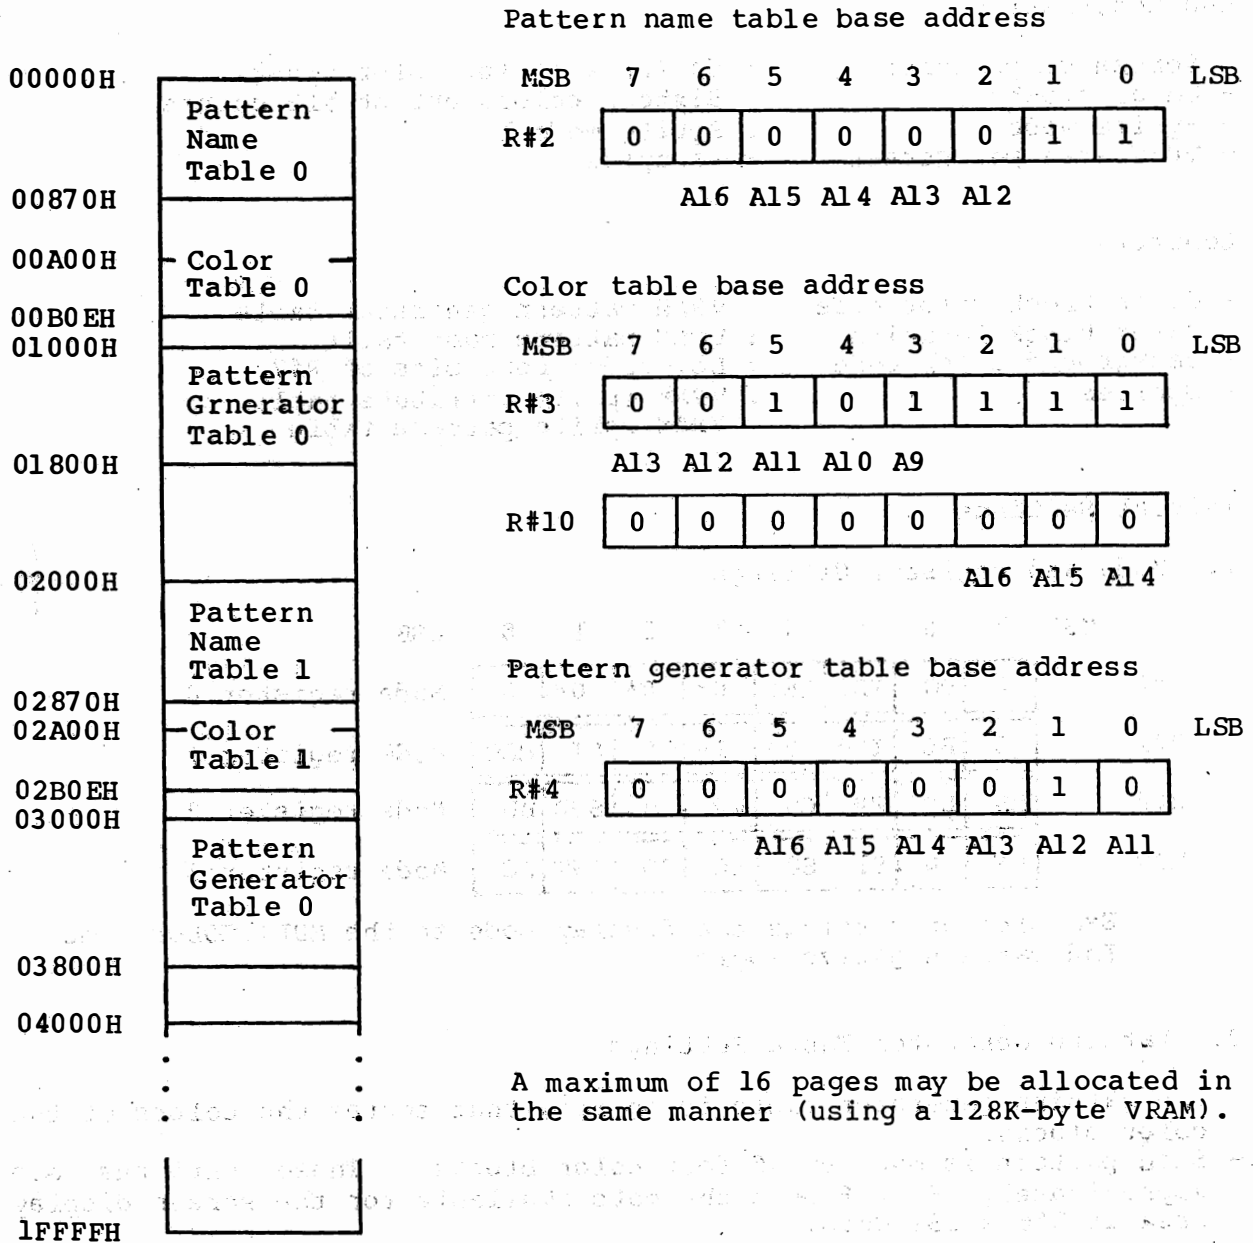 00000H
Pattern
Name
Table 0
00870H
00A00H
Color
Table 0
00B0EH
01000H
Pattern
Grnerator
Table 0
01800H
02000H
Pattern
Name
Table 1
02870H
02A00H
Color
Table 1
02B0EH
03000H
Pattern
Generator
Table 0
03800H
04000H
1FFFFH
Pattern name table base address
MSB 7 6 5 4 3 2 1 0 LSB
R#2 0 0 0 0 0 0 1 1
A16 A15 A14 A13 A12
Color table base address
MSB 7 6 5 4 3 2 1 0 LSB
R#3 0 0 1 0 1 1 1 1
A13 A12 A11 A10 A9
R#10 0 0 0 0 0 0 0 0
A16 A15 A14
Pattern generator table base address
MSB 7 6 5 4 3 2 1 0 LSB
R#4 0 0 0 0 0 0 1 0
A16 A15 A14 A13 A12 A11
A maximum of 16 pages may be allocated in
the same manner (using a 128K-byte VRAM).